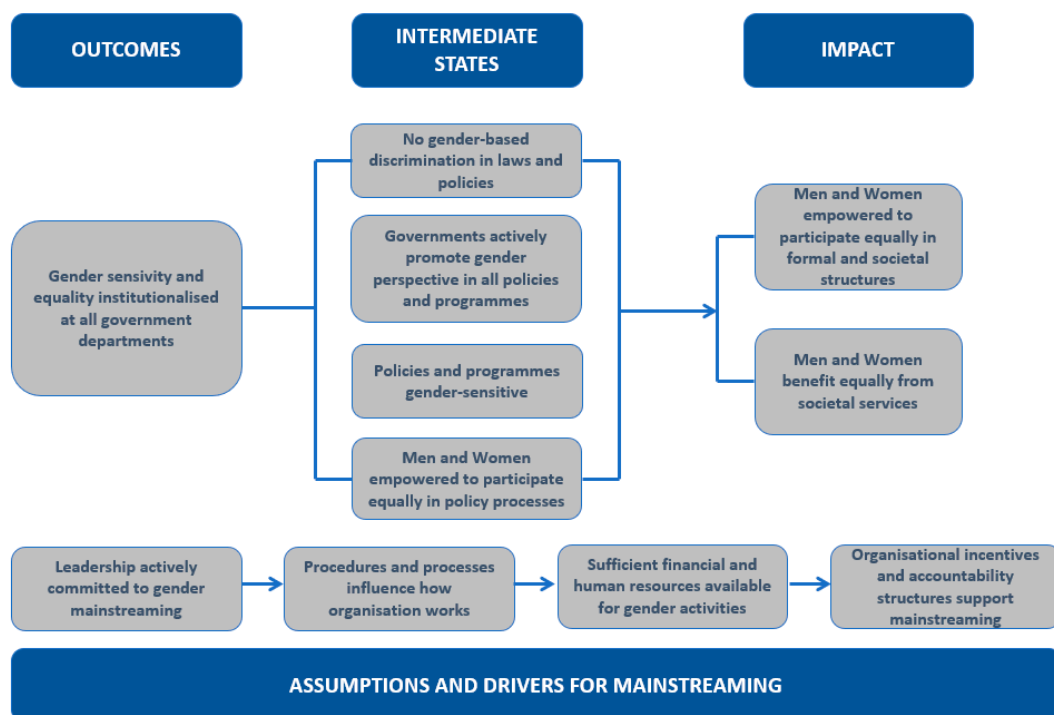 OUTCOMES
INTERMEDIATE
STATES
IMPACT
No gender-based
discrimination in laws and
policies
Governments actively
promote gender
perspective in all policies
and programmes
Policies and programmes
gender-sensitive
Men and Women
empowered to participate
equally in policy processes
Gender sensivity and
equality institutionalised
at all government
departments
Men and Women
empowered to
participate equally in
formal and societal
structures
Men and Women
benefit equally from
societal services
Leadership actively
committed to gender
mainstreaming
Procedures and processes
influence how
organisation works
Sufficient financial and
human resources available
for gender activities
Organisational incentives
and accountability
structures support
mainstreaming
ASSUMPTIONS AND DRIVERS FOR MAINSTREAMING